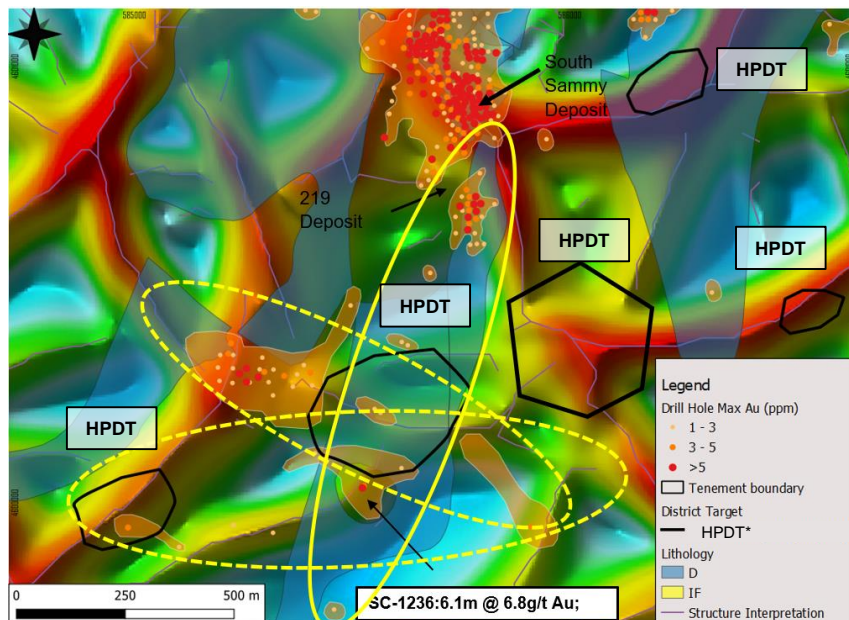 585000
586000
HPDT
South
Sammy
Deposit
219
Deposit
HPDT
HPDT
HPDT
HPDT
Legend
Drill Hole Max Au (ppm)
1 - 3
3 - 5
>5
Tenement boundary
District Target
HPDT*
Lithology
D
IF
Structure Interpretation
0 250 500 m
SC-1236:6.1m @ 6.8g/t Au;